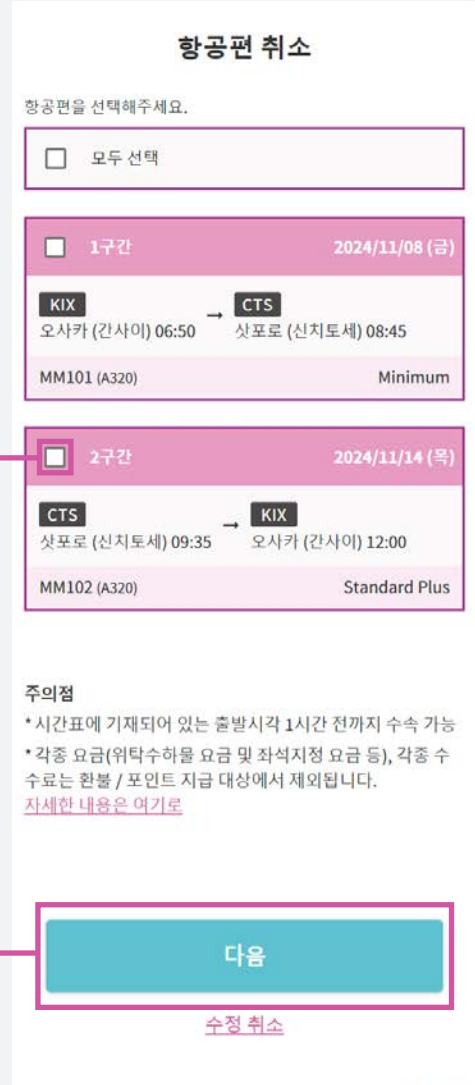 항공편 취소
항공편을 선택해주세요.
모두 선택
1구간 2024/11/08 (금)
KIX → CTS
오사카 (간사이) 06:50 삿포로 (신치토세) 08:45
MM101 (A320) Minimum
2구간 2024/11/14 (목)
CTS → KIX
삿포로 (신치토세) 09:35 오사카 (간사이) 12:00
MM102 (A320) Standard Plus
주의점
* 시간표에 기재되어 있는 출발시각 1시간 전까지 수속 가능
* 각종 요금(위탁수하물 요금 및 좌석지정 요금 등), 각종 수
수료는 환불 / 포인트 지급 대상에서 제외됩니다.
자세한 내용은 여기로
다음
수정 취소